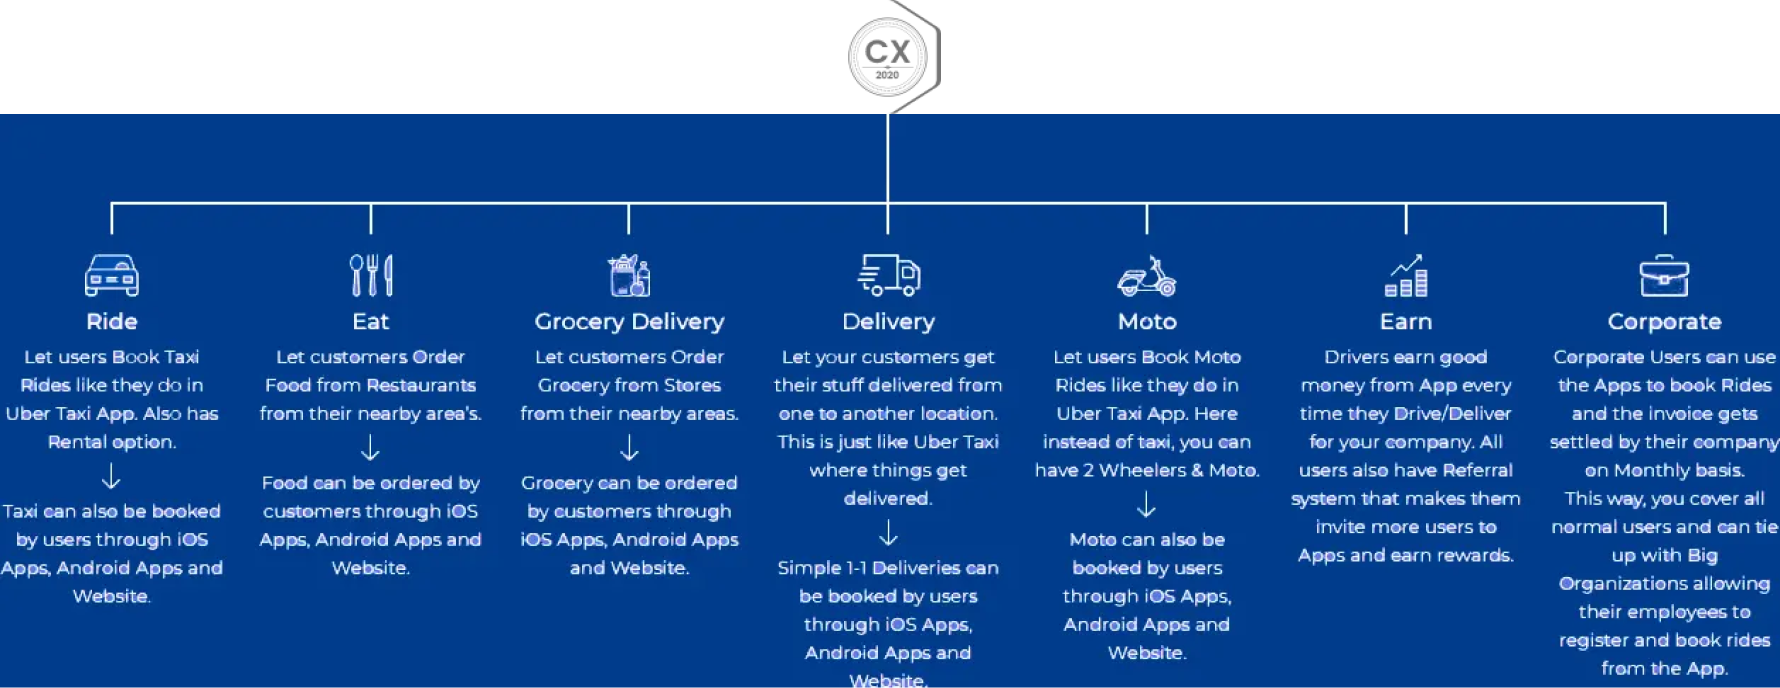 CX
2020
Ride
Let users Book Taxi
Rides like they do in
Uber Taxi App. Also has
Rental option.
Taxi can also be booked
by users through iOS
Apps, Android Apps and
Website.
Eat
Let customers Order
Food from Restaurants
from their nearby area's.
Food can be ordered by
customers through iOS
Apps, Android Apps and
Website.
Grocery Delivery
Let customers Order
Grocery from Stores
from their nearby areas.
Grocery can be ordered
by customers through
iOS Apps, Android Apps
and Website.
Delivery
Let your customers get
their stuff delivered from
one to another location.
This is just like Uber Taxi
where things get
delivered.
Simple 1-1 Deliveries can
be booked by users
through iOS Apps,
Android Apps and
Website.
Moto
Let users Book Moto
Rides like they do in
Uber Taxi App. Here
instead of taxi, you can
have 2 Wheelers & Moto.
Moto can also be
booked by users
through iOS Apps,
Android Apps and
Website.
Earn
Drivers earn good
money from App every
time they Drive/Deliver
for your company. All
users also have Referral
system that makes them
invite more users to
Apps and earn rewards.
Corporate
Corporate Users can use
the Apps to book Rides
and the invoice gets
settled by their company
on Monthly basis.
This way, you cover all
normal users and can tie
up with Big
Organizations allowing
their employees to
register and book rides
from the App.